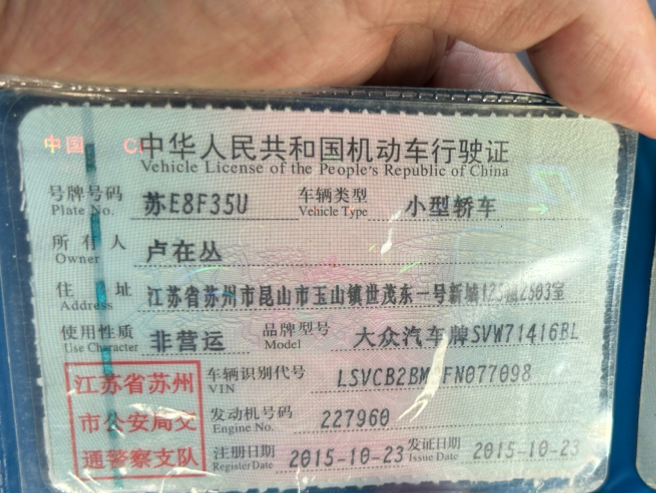 中国 C
中华人民共和国机动车行驶证
Vehicle License of the People's Republic of China
号牌号码 苏E8F35U 车辆类型 小型轿车
Plate No. Vehicle Type
所有人 卢在丛
Owner
住址 江苏省苏州市昆山市玉山镇世茂东一号新城
Address
使用性质 非营运 品牌型号 大众汽车牌SVW71416BL
Use Character Model
江苏省苏州 车辆识别代号
VIN
市公安局交 发动机号码 227960
Engine No.
通警察支队 注册日期 2015-10-23 发证日期 2015-10-23
Register Date Issue Date